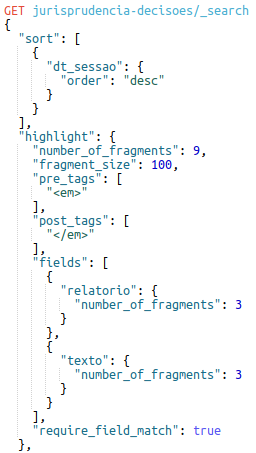 GET jurisprudencia-decisoes/_search
{
  "sort": [
    {
      "dt_sessao": {
        "order": "desc"
      }
    }
  ],
  "highlight": {
    "number_of_fragments": 9,
    "fragment_size": 100,
    "pre_tags": [
      "<em>"
    ],
    "post_tags": [
      "</em>"
    ],
    "fields": [
      {
        "relatorio": {
          "number_of_fragments": 3
        }
      },
      {
        "texto": {
          "number_of_fragments": 3
        }
      }
    ],
    "require_field_match": true
  },